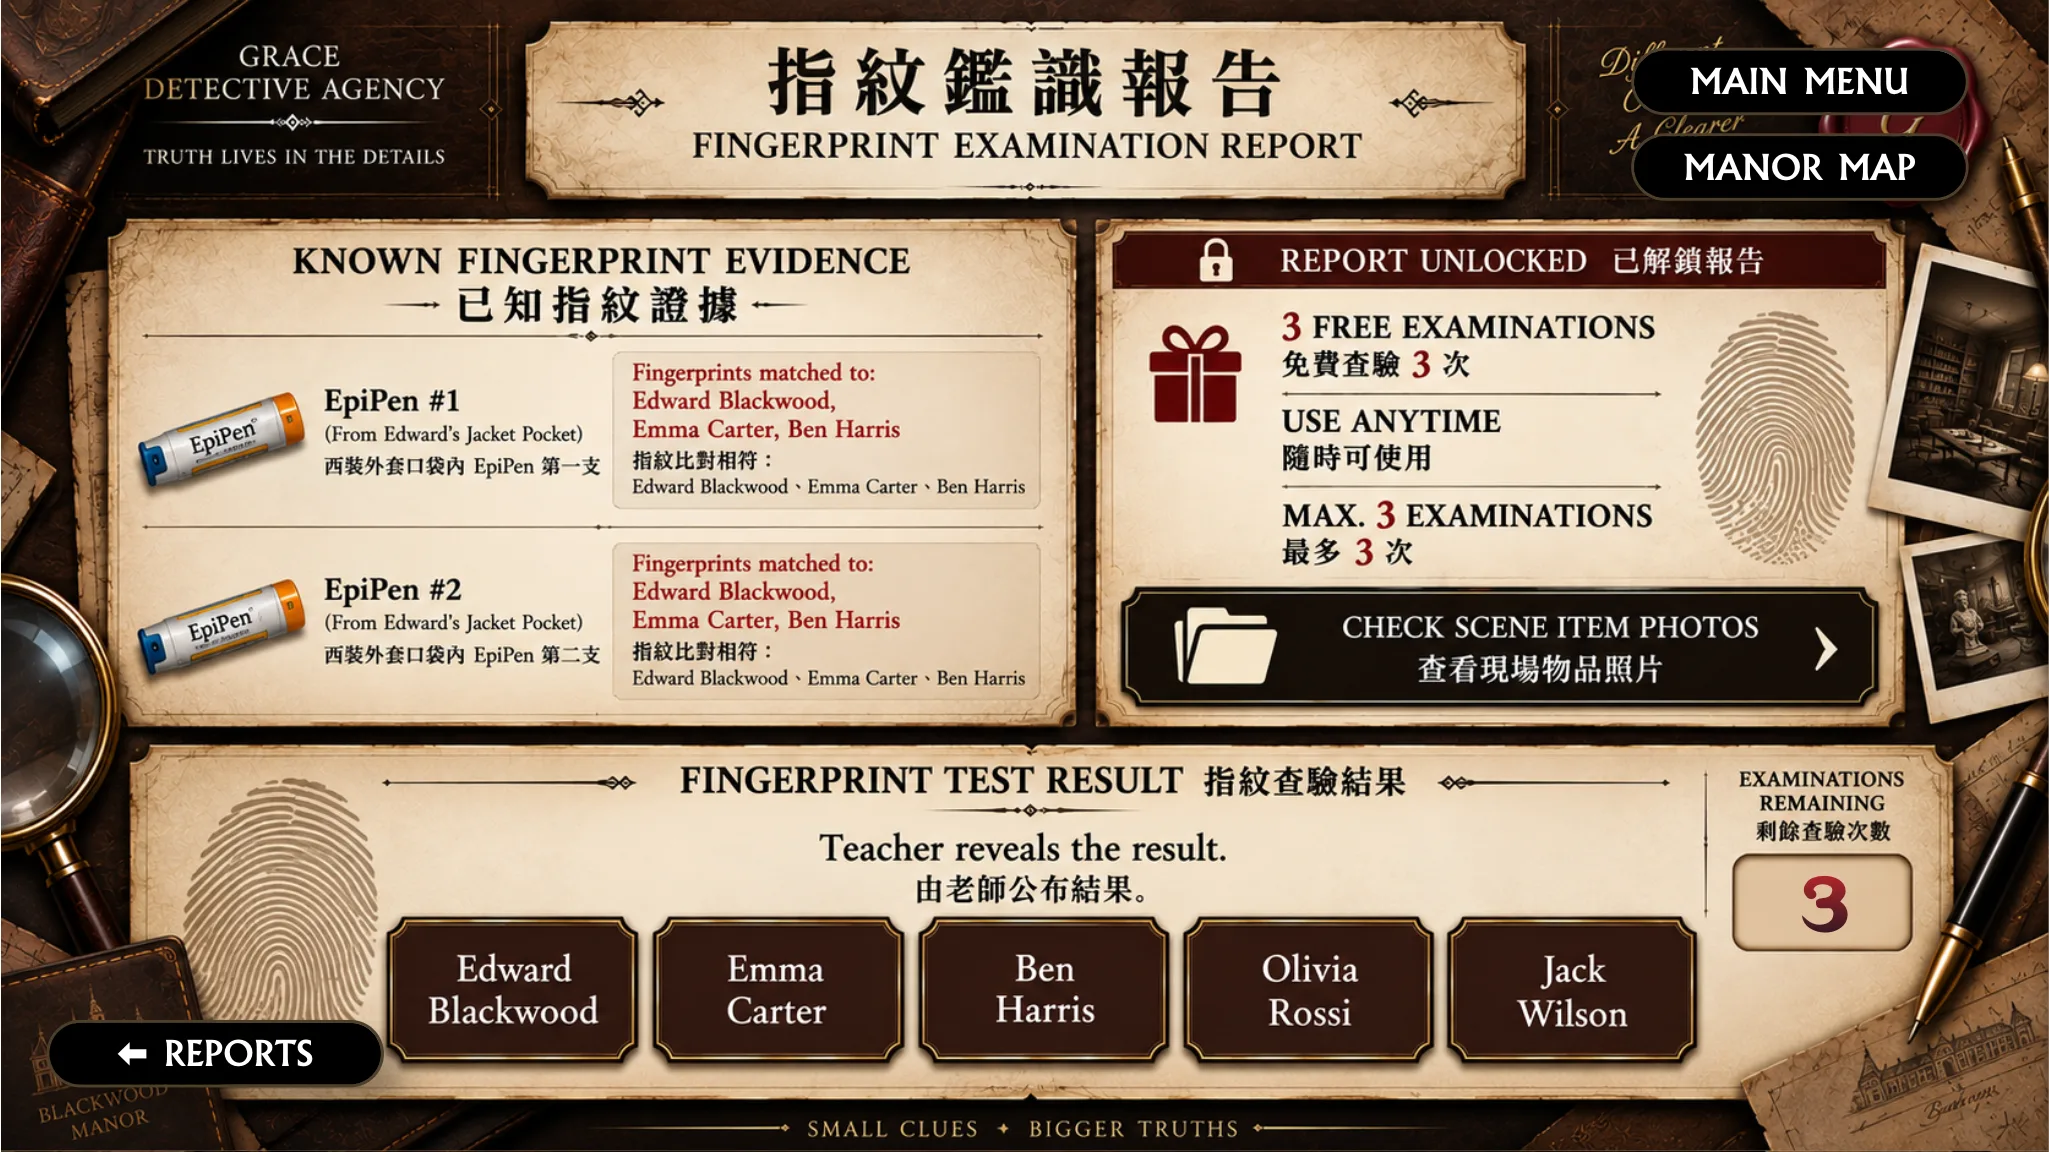 GRACE
DETECTIVE AGENCY
TRUTH LIVES IN THE DETAILS
指紋鑑識報告
FINGERPRINT EXAMINATION REPORT
A Clearer
MAIN MENU
MANOR MAP
KNOWN FINGERPRINT EVIDENCE
已知指紋證據
EpiPen
EpiPen #1
(From Edward's Jacket Pocket)
西裝外套口袋內 EpiPen 第一支
Fingerprints matched to:
Edward Blackwood,
Emma Carter, Ben Harris
指紋比對相符：
Edward Blackwood、Emma Carter、Ben Harris
EpiPen
EpiPen #2
(From Edward's Jacket Pocket)
西裝外套口袋內 EpiPen 第二支
Fingerprints matched to:
Edward Blackwood,
Emma Carter, Ben Harris
指紋比對相符：
Edward Blackwood、Emma Carter、Ben Harris
REPORT UNLOCKED 已解鎖報告
3 FREE EXAMINATIONS
免費查驗 3 次
USE ANYTIME
隨時可使用
MAX. 3 EXAMINATIONS
最多 3 次
CHECK SCENE ITEM PHOTOS
查看現場物品照片
FINGERPRINT TEST RESULT 指紋查驗結果
Teacher reveals the result.
由老師公布結果。
EXAMINATIONS
REMAINING
剩餘查驗次數
3
Edward
Blackwood
Emma
Carter
Ben
Harris
Olivia
Rossi
Jack
Wilson
REPORTS
BLACKWOOD
MANOR
SMALL CLUES BIGGER TRUTHS